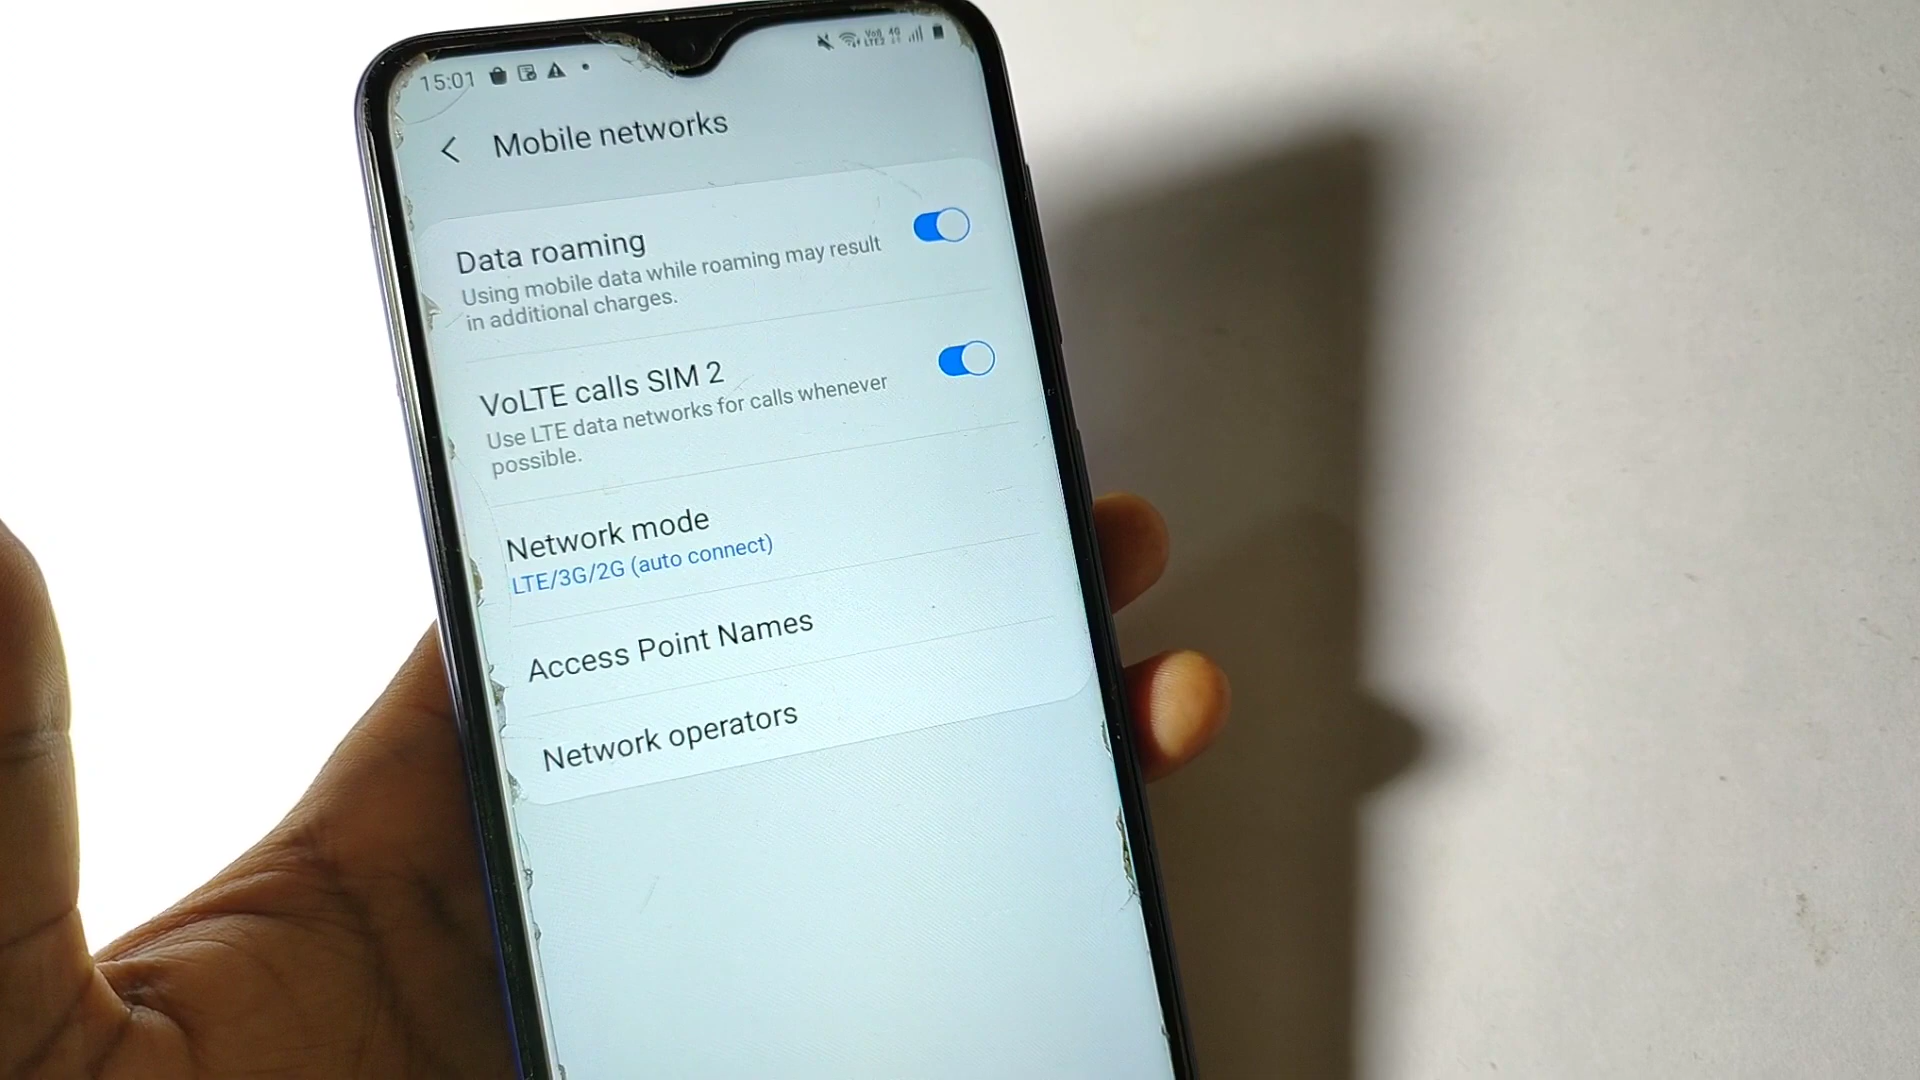 15:01
Mobile networks
Data roaming
Using mobile data while roaming may result
in additional charges.
VoLTE calls SIM 2
Use LTE data networks for calls whenever
possible.
Network mode
LTE/3G/2G (auto connect)
Access Point Names
Network operators